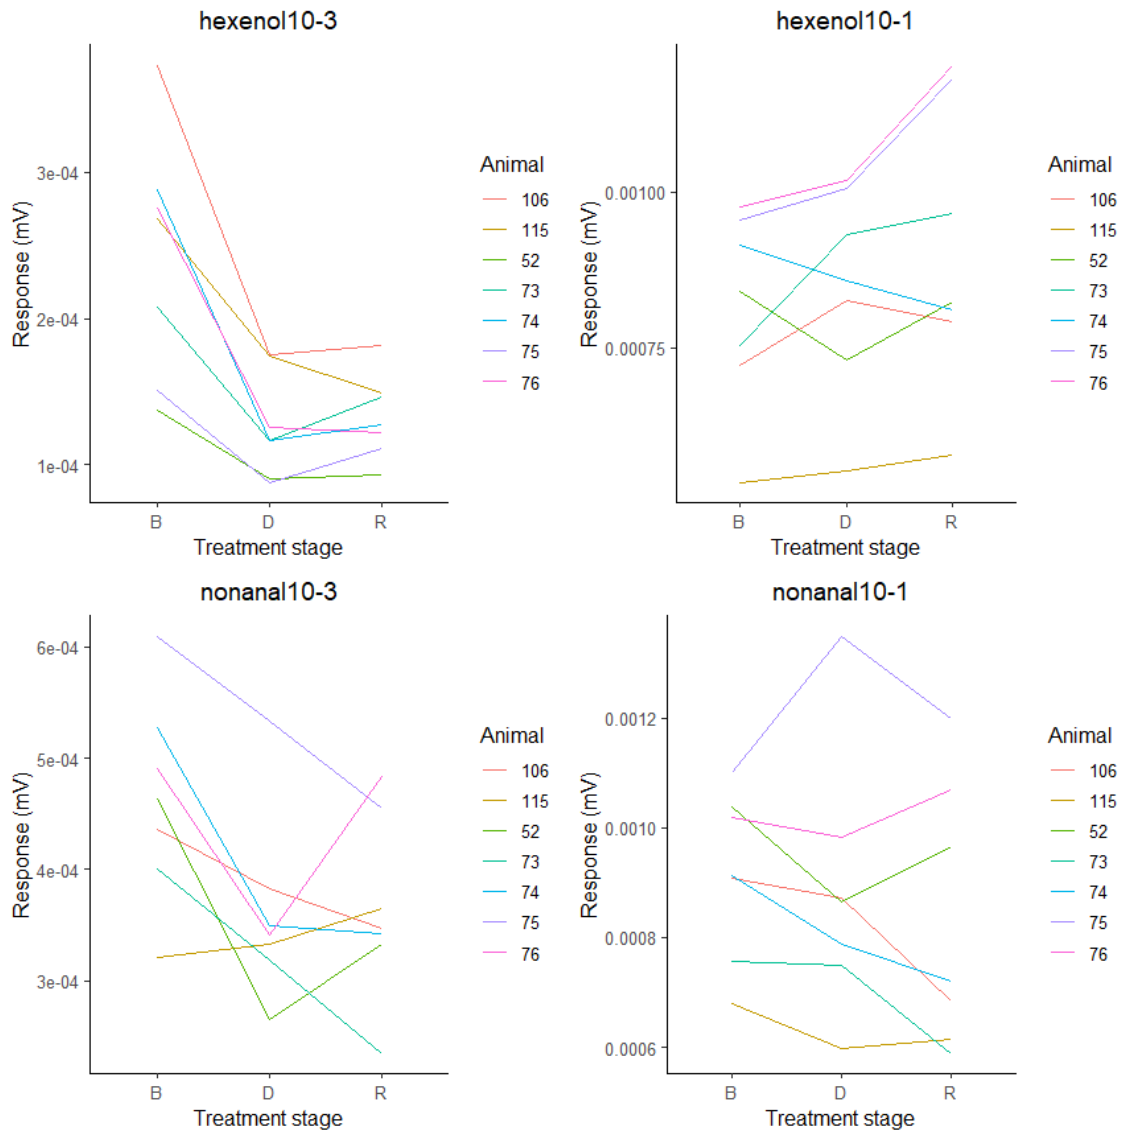 hexenol10-3
Response (mV)
3e-04
2e-04
1e-04
B D R
Treatment stage
Animal
106
115
52
73
74
75
76
hexenol10-1
Response (mV)
0.00100
0.00075
B D R
Treatment stage
Animal
106
115
52
73
74
75
76
nonanal10-3
Response (mV)
6e-04
5e-04
4e-04
3e-04
B D R
Treatment stage
Animal
106
115
52
73
74
75
76
nonanal10-1
Response (mV)
0.0012
0.0010
0.0008
0.0006
B D R
Treatment stage
Animal
106
115
52
73
74
75
76